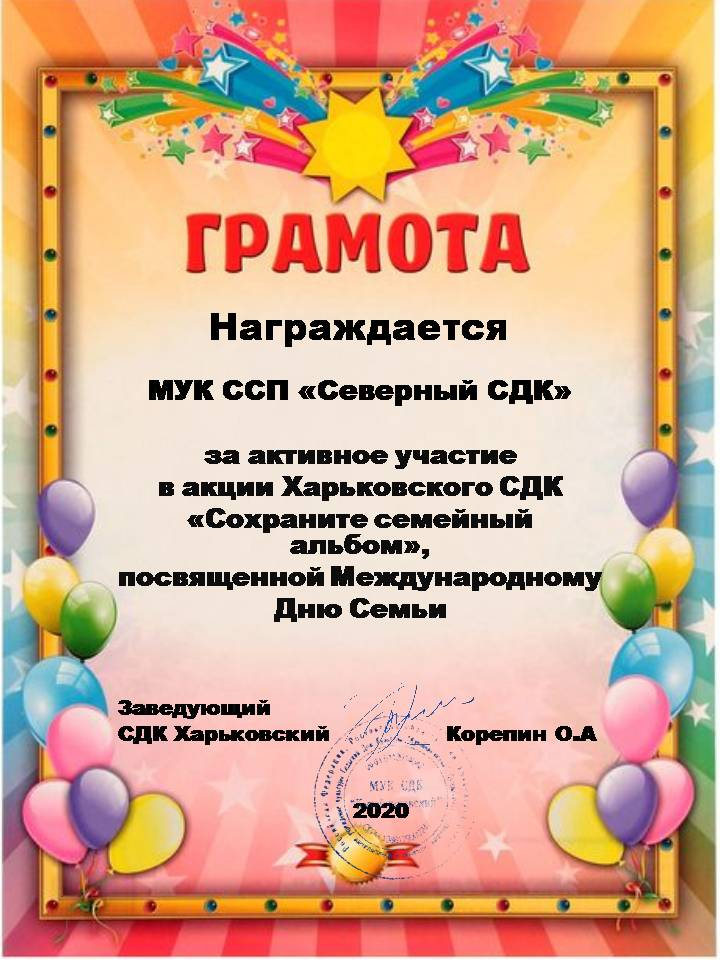 ГРАМОТА
Награждается
МУК ССП «Северный СДК»
за активное участие
в акции Харьковского СДК
«Сохраните семейный
альбом»,
посвященной Международному
Дню Семьи
Заведующий
СДК Харьковский Корепин О.А
МУК СДК
2020